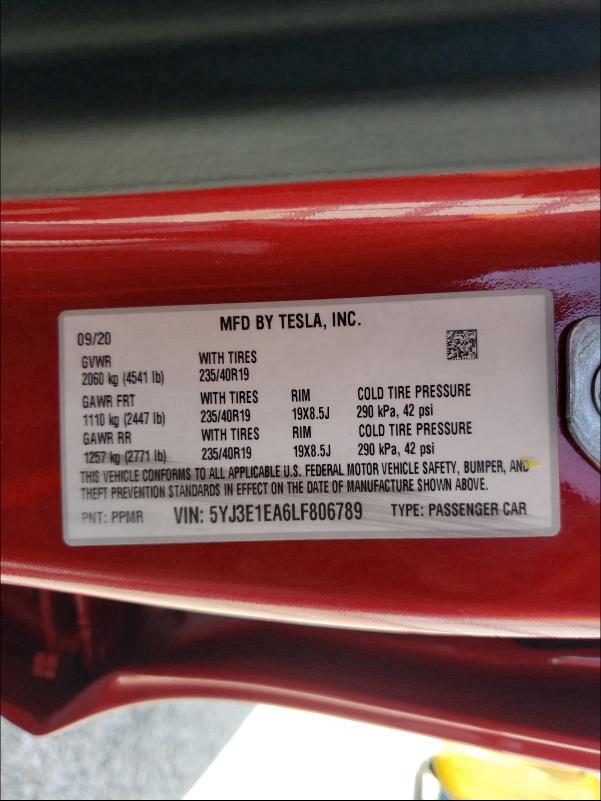 MFD BY TESLA, INC.
09/20
GVWR WITH TIRES
2060 kg (4541 lb) 235/40R19
GAWR FRT WITH TIRES RIM COLD TIRE PRESSURE
1110 kg (2447 lb) 235/40R19 19X8.5J 290 kPa, 42 psi
GAWR RR WITH TIRES RIM COLD TIRE PRESSURE
1257 kg (2771 lb) 235/40R19 19X8.5J 290 kPa, 42 psi
THIS VEHICLE CONFORMS TO ALL APPLICABLE U.S. FEDERAL MOTOR VEHICLE SAFETY, BUMPER, AND
THEFT PREVENTION STANDARDS IN EFFECT ON THE DATE OF MANUFACTURE SHOWN ABOVE.
PNT: PPMR VIN: 5YJ3E1EA6LF806789 TYPE: PASSENGER CAR